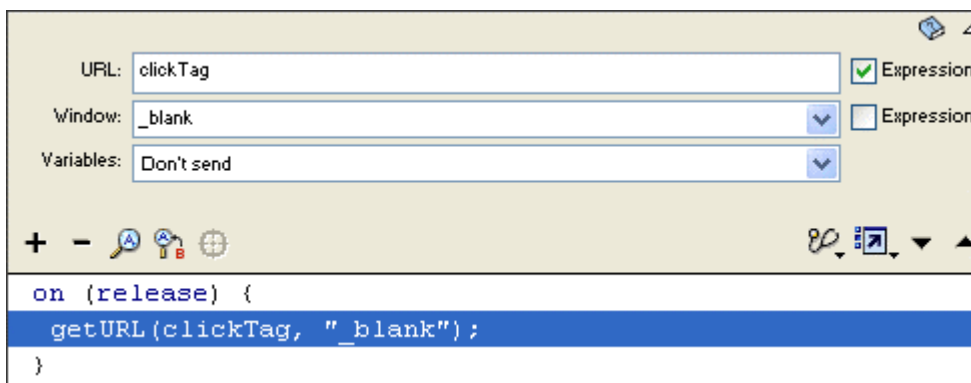 URL: clickTag Expression
Window: _blank Expression
Variables: Don't send
on (release) {
getURL(clickTag, "_blank");
}